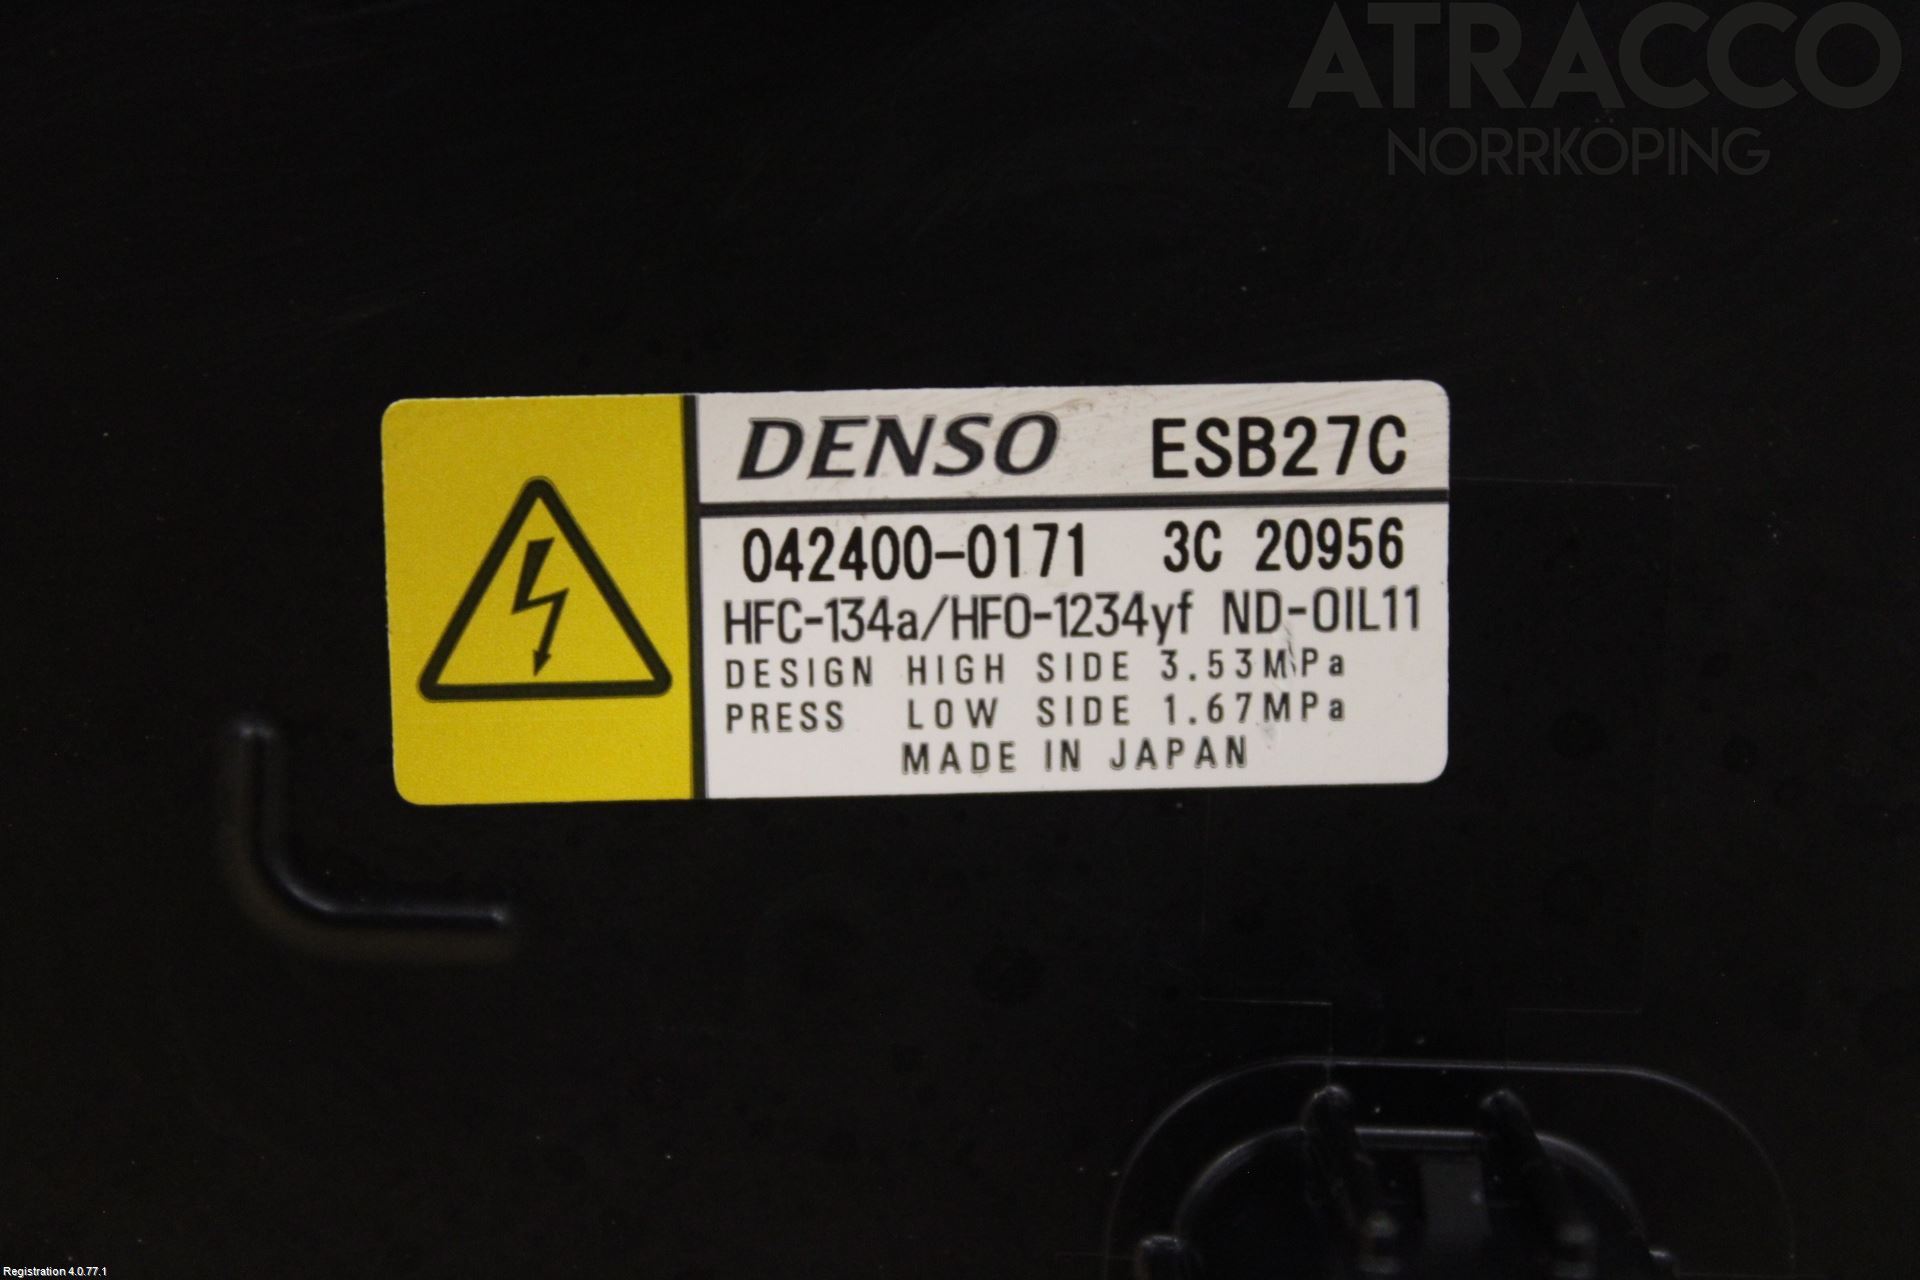 ATRACCO
NORRKÖPING
DENSO ESB27C
042400-0171 3C 20956
HFC-134a/HFO-1234yf ND-OIL11
DESIGN HIGH SIDE 3.53MPa
PRESS LOW SIDE 1.67MPa
MADE IN JAPAN
Registration 4.0.77.1